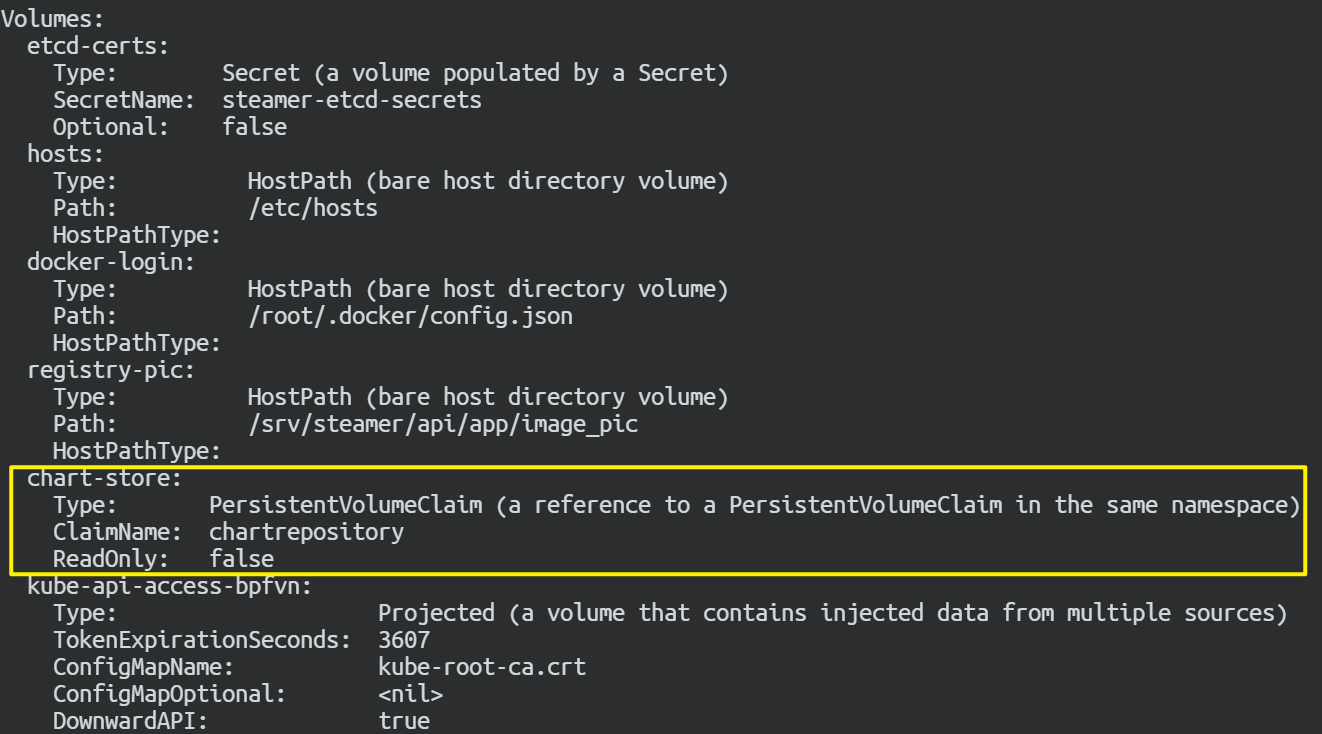 Volumes:
  etcd-certs:
    Type:        Secret (a volume populated by a Secret)
    SecretName:  steamer-etcd-secrets
    Optional:    false
  hosts:
    Type:          HostPath (bare host directory volume)
    Path:          /etc/hosts
    HostPathType:
  docker-login:
    Type:          HostPath (bare host directory volume)
    Path:          /root/.docker/config.json
    HostPathType:
  registry-pic:
    Type:          HostPath (bare host directory volume)
    Path:          /srv/steamer/api/app/image_pic
    HostPathType:
  chart-store:
    Type:       PersistentVolumeClaim (a reference to a PersistentVolumeClaim in the same namespace)
    ClaimName:  chartrepository
    ReadOnly:   false
  kube-api-access-bpfvn:
    Type:                    Projected (a volume that contains injected data from multiple sources)
    TokenExpirationSeconds:  3607
    ConfigMapName:           kube-root-ca.crt
    ConfigMapOptional:       <nil>
    DownwardAPI:             true